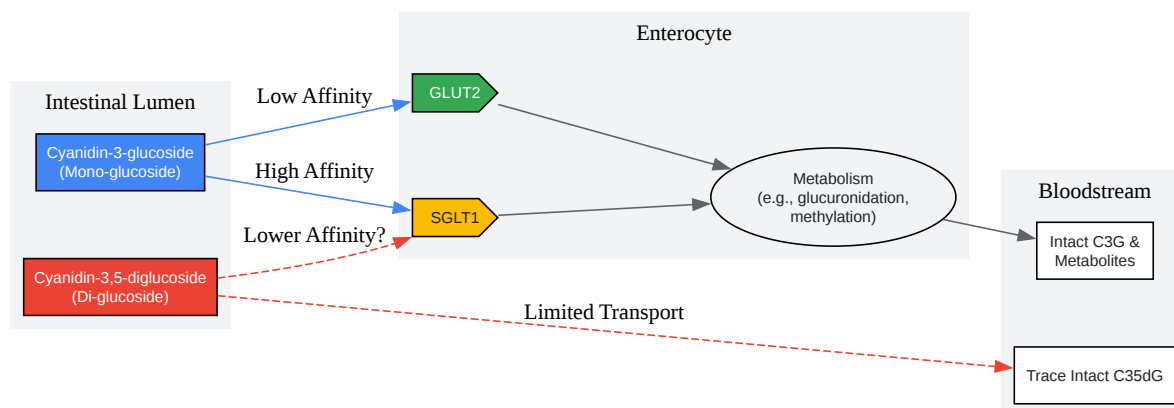 Enterocyte
Intestinal Lumen
Low Affinity
GLUT2
Cyanidin-3-glucoside
(Mono-glucoside)
High Affinity
SGLT1
Metabolism
(e.g., glucuronidation,
methylation)
Bloodstream
Lower Affinity?
Intact C3G &
Metabolites
Cyanidin-3,5-diglucoside
(Di-glucoside)
Limited Transport
Trace Intact C35dG